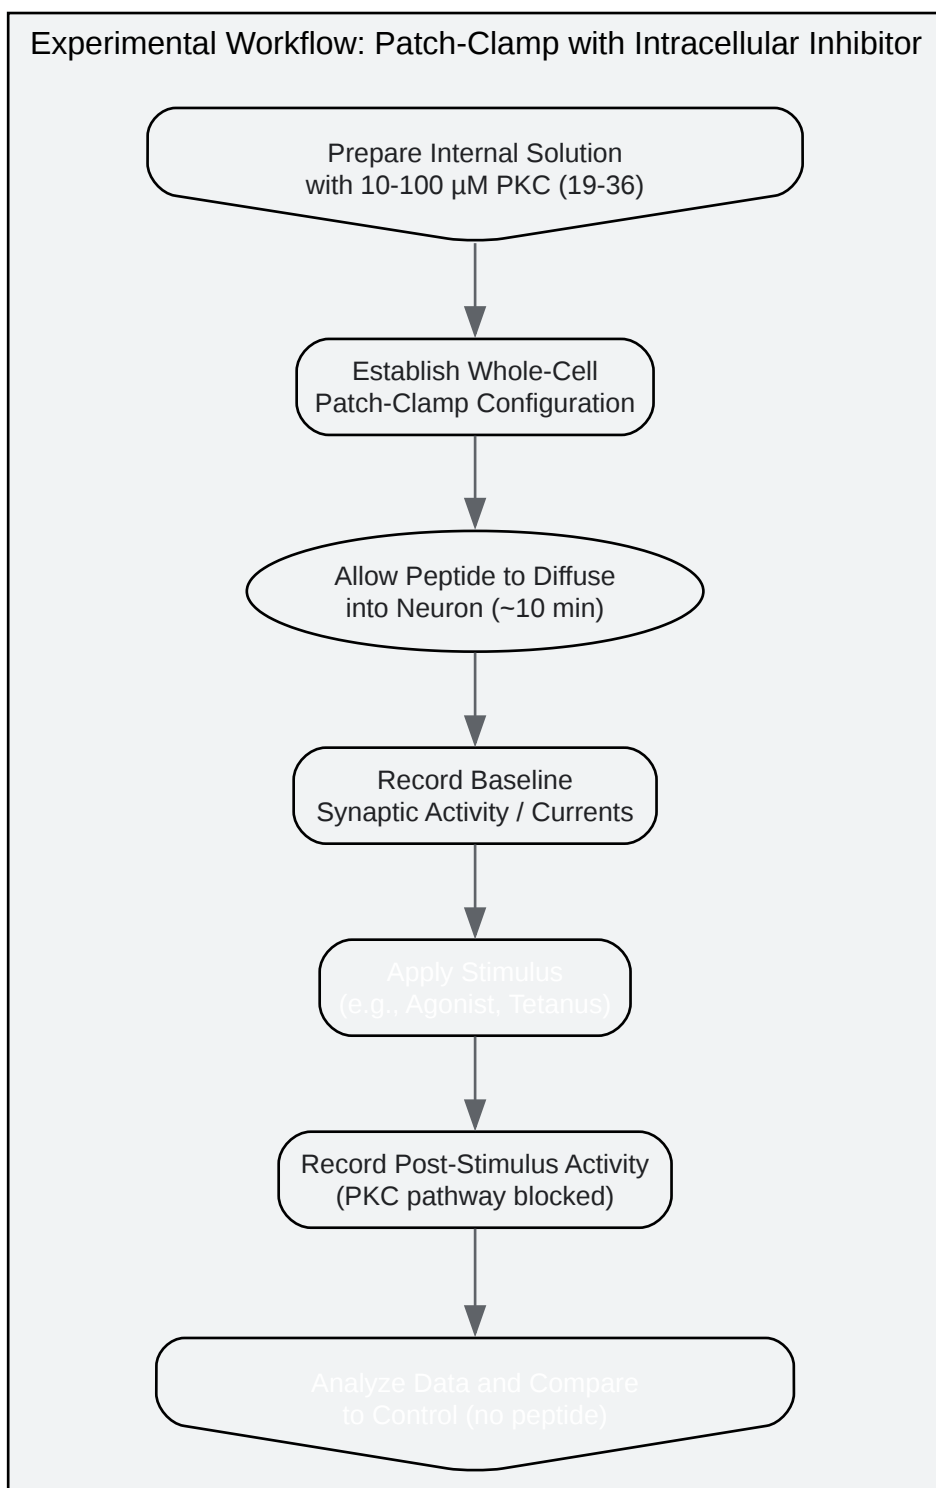 Experimental Workflow: Patch-Clamp with Intracellular Inhibitor
Prepare Internal Solution
with 10-100 µM PKC (19-36)
Establish Whole-Cell
Patch-Clamp Configuration
Allow Peptide to Diffuse
into Neuron (~10 min)
Record Baseline
Synaptic Activity / Currents
Apply Stimulus
(e.g., Agonist, Tetanus)
Record Post-Stimulus Activity
(PKC pathway blocked)
Analyze Data and Compare
to Control (no peptide)